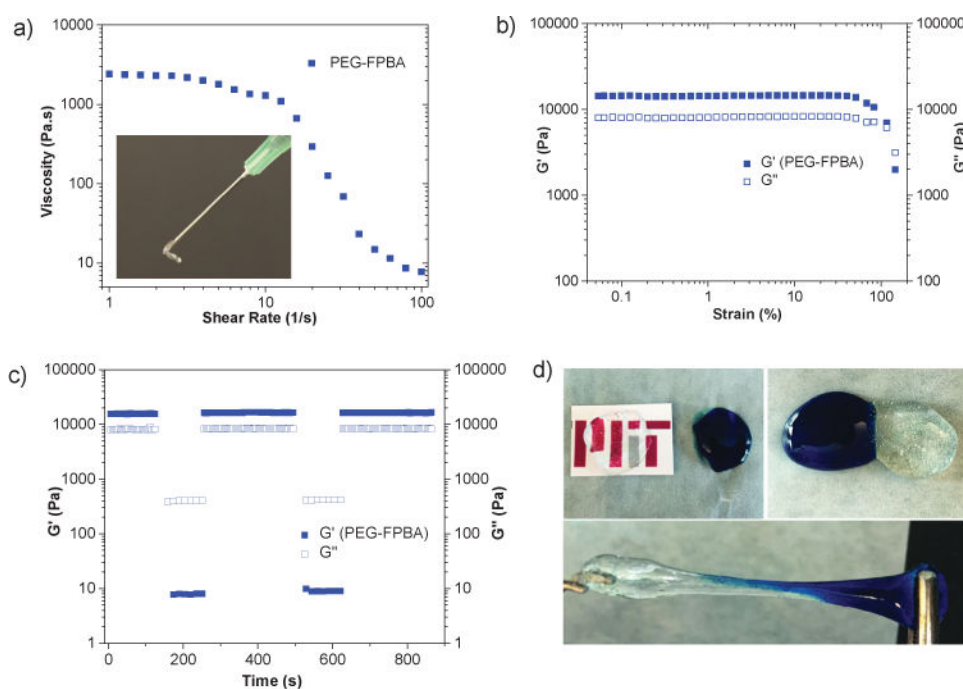 a)
10000
1000
100
10
Viscosity (Pa.s)
PEG-FPBA
1 10 100
Shear Rate (1/s)
b)
100000
10000
1000
100
G' (Pa)
G' (PEG-FPBA)
G''
0.1 1 10 100
Strain (%)
100000
10000
1000
100
G'' (Pa)
c)
100000
10000
1000
100
10
1
G' (Pa)
G' (PEG-FPBA)
G''
0 200 400 600 800
Time (s)
100000
10000
1000
100
10
1
G'' (Pa)
d)
MIT